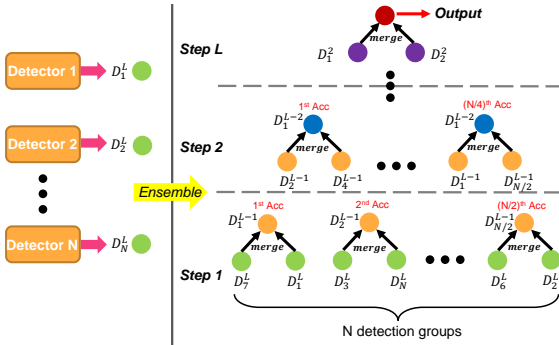 Detector 1
D_1^L
Detector 2
D_2^L
Detector N
D_N^L
Ensemble
Step L
Output
merge
D_1^2
D_2^2
Step 2
1st Acc
D_1^{L-2}
merge
D_2^{L-1}
D_4^{L-1}
(N/4)th Acc
D_1^{L-2}
merge
D_1^{L-1}
D_{N/2}^{L-1}
Step 1
1st Acc
D_1^{L-1}
merge
D_7^L
D_1^L
2nd Acc
D_2^{L-1}
merge
D_3^L
D_N^L
(N/2)th Acc
D_{N/2}^{L-1}
merge
D_6^L
D_2^L
N detection groups